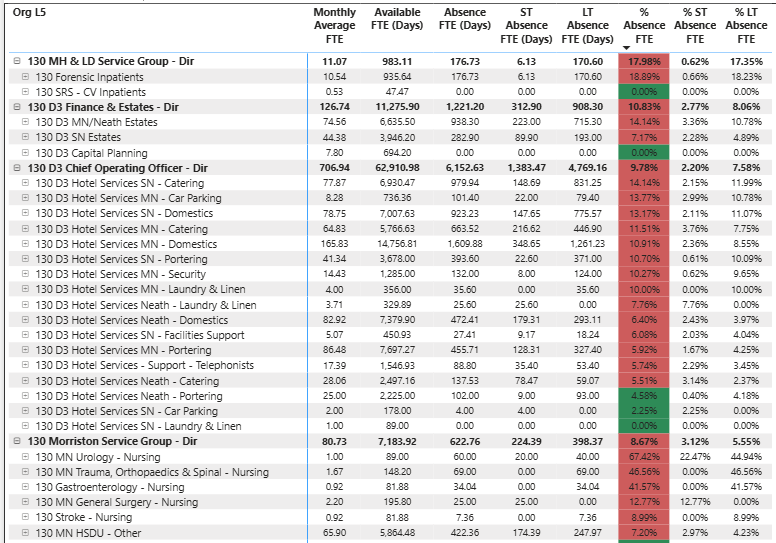 Org L5 Monthly Average FTE Available FTE (Days) Absence FTE (Days) ST Absence FTE (Days) LT Absence FTE (Days) % Absence FTE % ST Absence FTE % LT Absence FTE
130 MH & LD Service Group - Dir 11.07 983.11 176.73 6.13 170.60 17.98% 0.62% 17.35%
130 Forensic Inpatients 10.54 935.64 176.73 6.13 170.60 18.89% 0.66% 18.23%
130 SRS - CV Inpatients 0.53 47.47 0.00 0.00 0.00 0.00% 0.00% 0.00%
130 D3 Finance & Estates - Dir 126.74 11,275.90 1,221.20 312.90 908.30 10.83% 2.77% 8.06%
130 D3 MN/Neath Estates 74.56 6,635.50 938.30 223.00 715.30 14.14% 3.36% 10.78%
130 D3 SN Estates 44.38 3,946.20 282.90 89.90 193.00 7.17% 2.28% 4.89%
130 D3 Capital Planning 7.80 694.20 0.00 0.00 0.00 0.00% 0.00% 0.00%
130 D3 Chief Operating Officer - Dir 706.94 62,910.98 6,152.63 1,383.47 4,769.16 9.78% 2.20% 7.58%
130 D3 Hotel Services SN - Catering 77.87 6,930.47 979.94 148.69 831.25 14.14% 2.15% 11.99%
130 D3 Hotel Services MN - Car Parking 8.28 736.36 101.40 22.00 79.40 13.77% 2.99% 10.78%
130 D3 Hotel Services SN - Domestics 78.75 7,007.63 923.23 147.65 775.57 13.17% 2.11% 11.07%
130 D3 Hotel Services MN - Catering 64.83 5,766.63 663.52 216.62 446.90 11.51% 3.76% 7.75%
130 D3 Hotel Services MN - Domestics 165.83 14,756.81 1,609.88 348.65 1,261.23 10.91% 2.36% 8.55%
130 D3 Hotel Services SN - Portering 41.34 3,678.00 393.60 22.60 371.00 10.70% 0.61% 10.09%
130 D3 Hotel Services MN - Security 14.43 1,285.00 132.00 8.00 124.00 10.27% 0.62% 9.65%
130 D3 Hotel Services MN - Laundry & Linen 4.00 356.00 35.60 0.00 35.60 10.00% 0.00% 10.00%
130 D3 Hotel Services Neath - Laundry & Linen 3.71 329.89 25.60 25.60 0.00 7.76% 7.76% 0.00%
130 D3 Hotel Services Neath - Domestics 82.92 7,379.90 472.41 179.31 293.11 6.40% 2.43% 3.97%
130 D3 Hotel Services SN - Facilities Support 5.07 450.93 27.41 9.17 18.24 6.08% 2.03% 4.04%
130 D3 Hotel Services MN - Portering 86.48 7,697.27 455.71 128.31 327.40 5.92% 1.67% 4.25%
130 D3 Hotel Services - Support - Telephonists 17.39 1,546.93 88.80 35.40 53.40 5.74% 2.29% 3.45%
130 D3 Hotel Services Neath - Catering 28.06 2,497.16 137.53 78.47 59.07 5.51% 3.14% 2.37%
130 D3 Hotel Services Neath - Portering 25.00 2,225.00 102.00 9.00 93.00 4.58% 0.40% 4.18%
130 D3 Hotel Services SN - Car Parking 2.00 178.00 4.00 4.00 0.00 2.25% 2.25% 0.00%
130 D3 Hotel Services SN - Laundry & Linen 1.00 89.00 0.00 0.00 0.00 0.00% 0.00% 0.00%
130 Morriston Service Group - Dir 80.73 7,183.92 622.76 224.39 398.37 8.67% 3.12% 5.55%
130 MN Urology - Nursing 1.00 89.00 60.00 20.00 40.00 67.42% 22.47% 44.94%
130 MN Trauma, Orthopaedics & Spinal - Nursing 1.67 148.20 69.00 0.00 69.00 46.56% 0.00% 46.56%
130 Gastroenterology - Nursing 0.92 81.88 34.04 0.00 34.04 41.57% 0.00% 41.57%
130 MN General Surgery - Nursing 2.20 195.80 25.00 25.00 0.00 12.77% 12.77% 0.00%
130 Stroke - Nursing 0.92 81.88 7.36 0.00 7.36 8.99% 0.00% 8.99%
130 MN HSDU - Other 65.90 5,864.48 422.36 174.39 247.97 7.20% 2.97% 4.23%